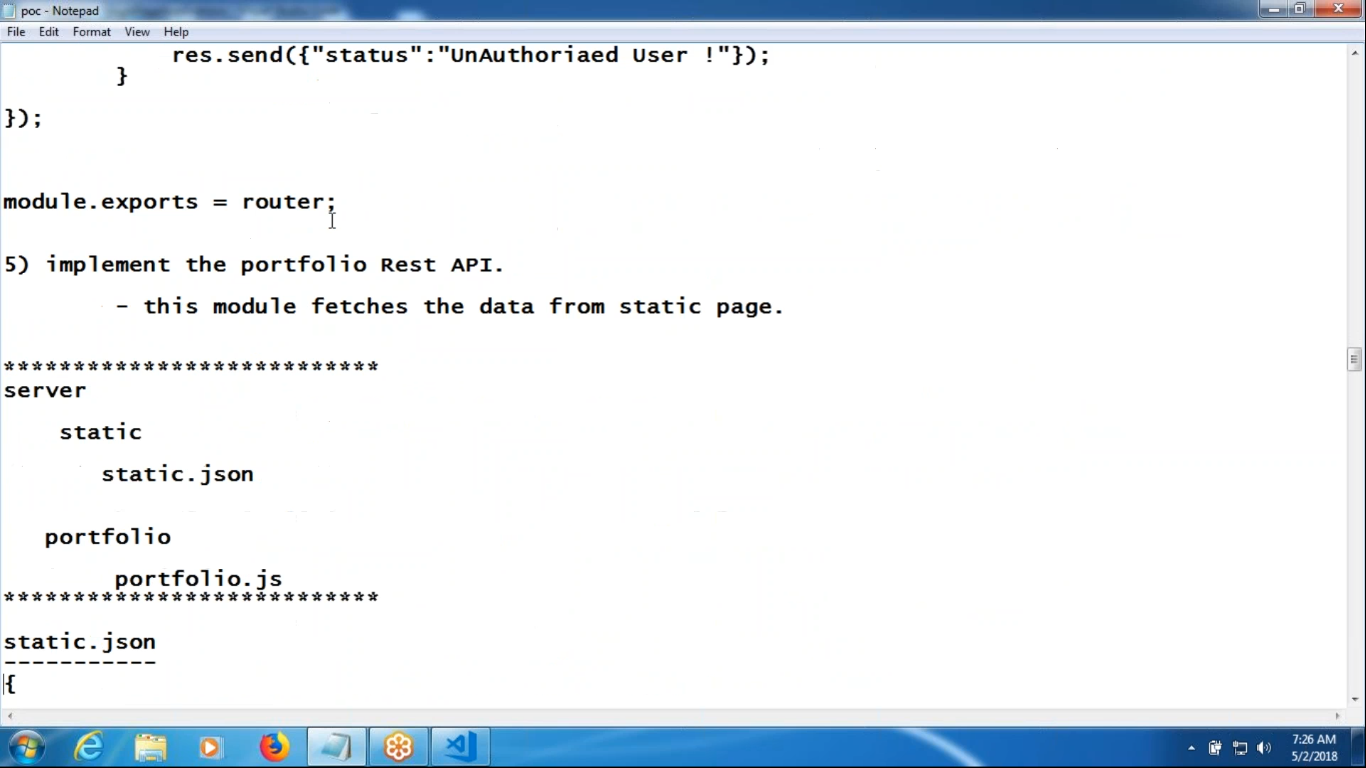 poc - Notepad
File Edit Format View Help
res.send({"status":"UnAuthoriaed User !"});
}
});
module.exports = router;
5) implement the portfolio Rest API.
- this module fetches the data from static page.
***************************
server
static
static.json
portfolio
portfolio.js
***************************
static.json
-----------
{
7:26 AM
5/2/2018